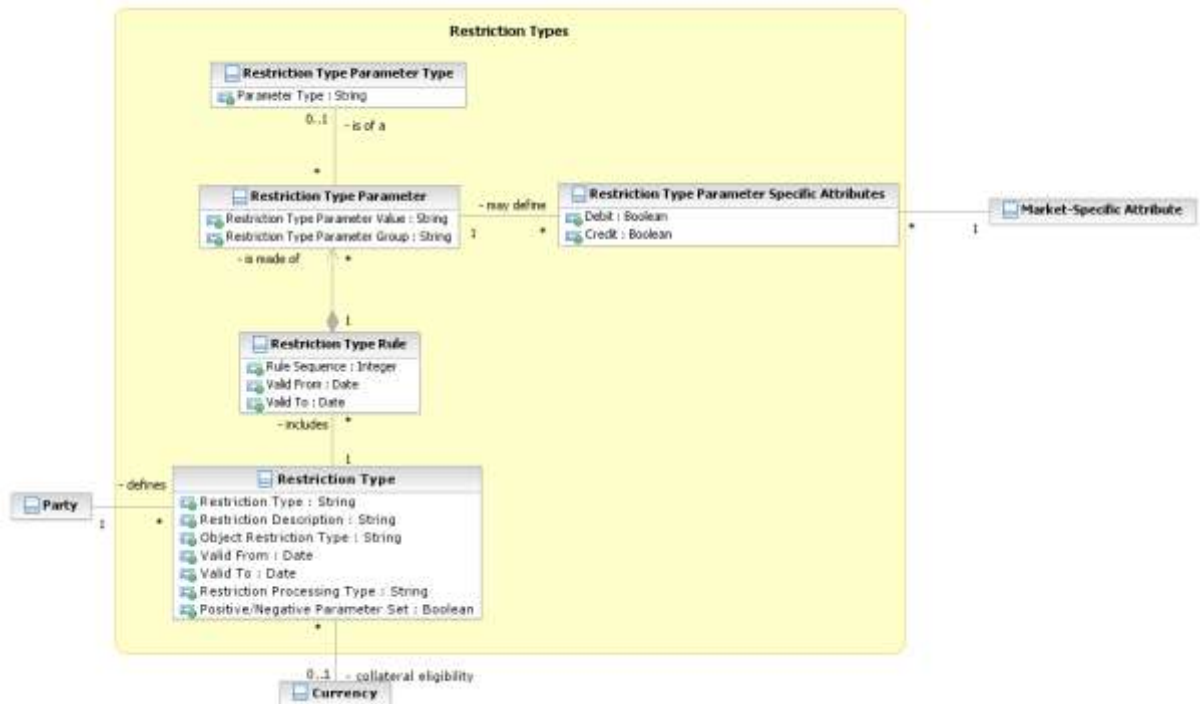 Restriction Types
Restriction Type Parameter Type
Parameter Type : String
0..1
- is of a
*
Restriction Type Parameter
Restriction Type Parameter Value : String
Restriction Type Parameter Group : String
- may define
1
*
Restriction Type Parameter Specific Attributes
Debit : Boolean
Credit : Boolean
*
1
Market-Specific Attribute
- is made of
*
1
Restriction Type Rule
Rule Sequence : Integer
Valid From : Date
Valid To : Date
- includes
*
1
Party
- defines
1
*
Restriction Type
Restriction Type : String
Restriction Description : String
Object Restriction Type : String
Valid From : Date
Valid To : Date
Restriction Processing Type : String
Positive/Negative Parameter Set : Boolean
*
0..1
- collateral eligibility
Currency